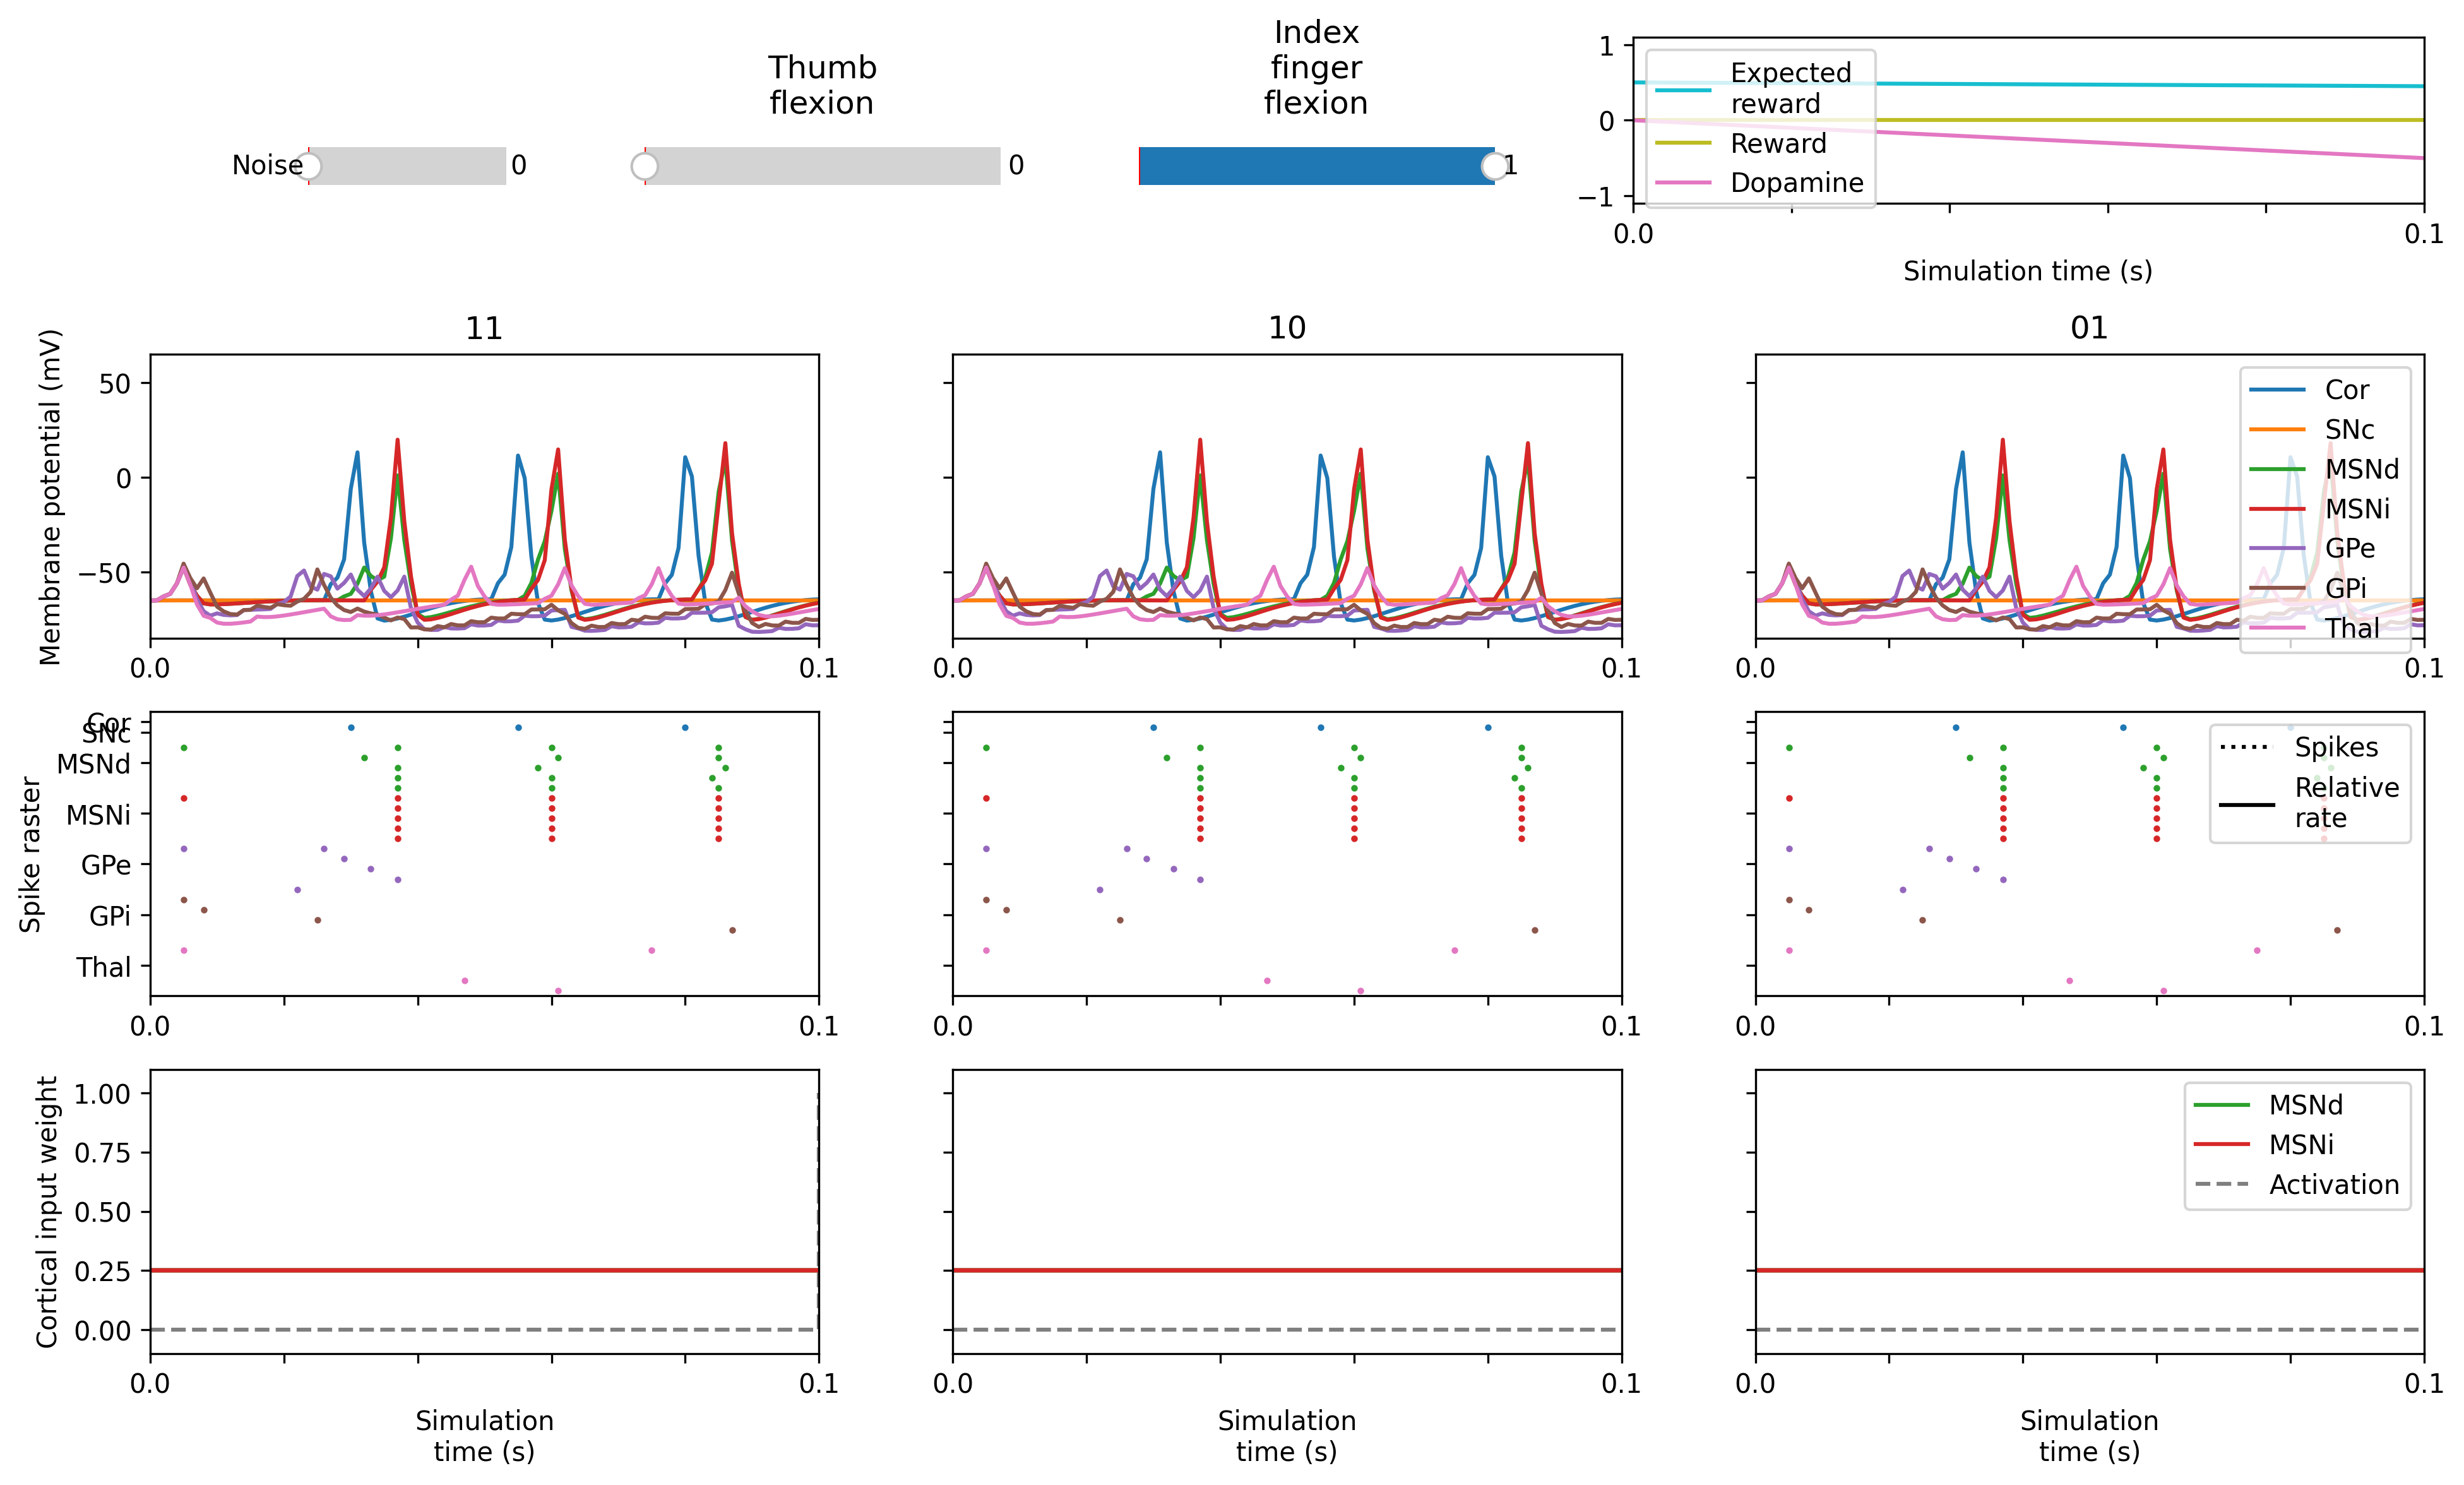 Noise
0
Thumb
flexion
0
Index
finger
flexion
1
1
0
−1
Expected
reward
Reward
Dopamine
0.0
0.1
Simulation time (s)
11
10
01
Membrane potential (mV)
50
0
−50
Cor
SNc
MSNd
MSNi
GPe
GPi
Thal
0.0
0.1
0.0
0.1
0.0
0.1
Spike raster
Cor
SNc
MSNd
MSNi
GPe
GPi
Thal
Spikes
Relative
rate
0.0
0.1
0.0
0.1
0.0
0.1
Cortical input weight
1.00
0.75
0.50
0.25
0.00
MSNd
MSNi
Activation
0.0
0.1
0.0
0.1
0.0
0.1
Simulation
time (s)
Simulation
time (s)
Simulation
time (s)